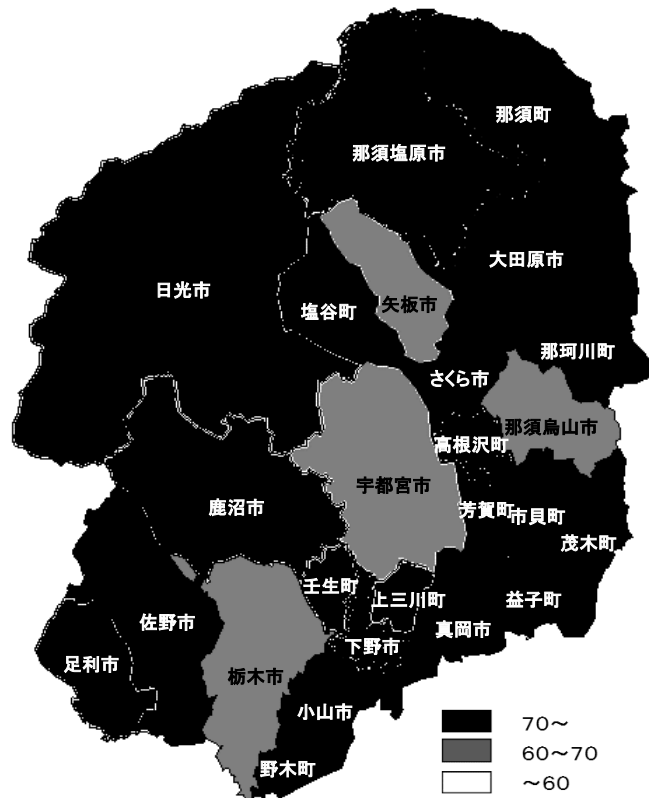 那須町
那須塩原市
大田原市
日光市
塩谷町
矢板市
那珂川町
さくら市
那須烏山市
高根沢町
宇都宮市
鹿沼市
芳賀町
市貝町
茂木町
壬生町
上三川町
益子町
佐野市
真岡市
下野市
足利市
栃木市
小山市
野木町
70～
60～70
～60